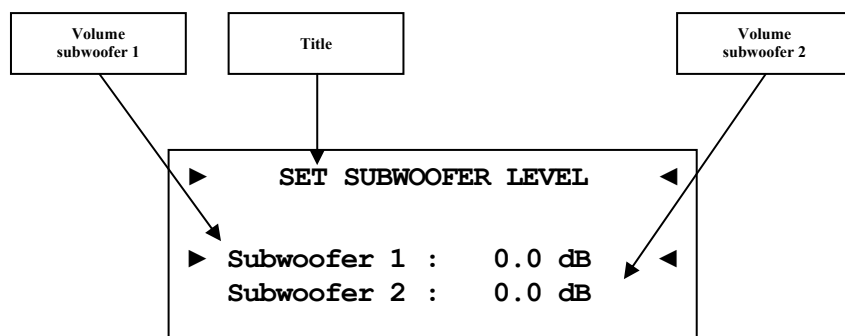 Volume
subwoofer 1
Title
Volume
subwoofer 2
► SET SUBWOOFER LEVEL ◄
► Subwoofer 1 : 0.0 dB ◄
Subwoofer 2 : 0.0 dB